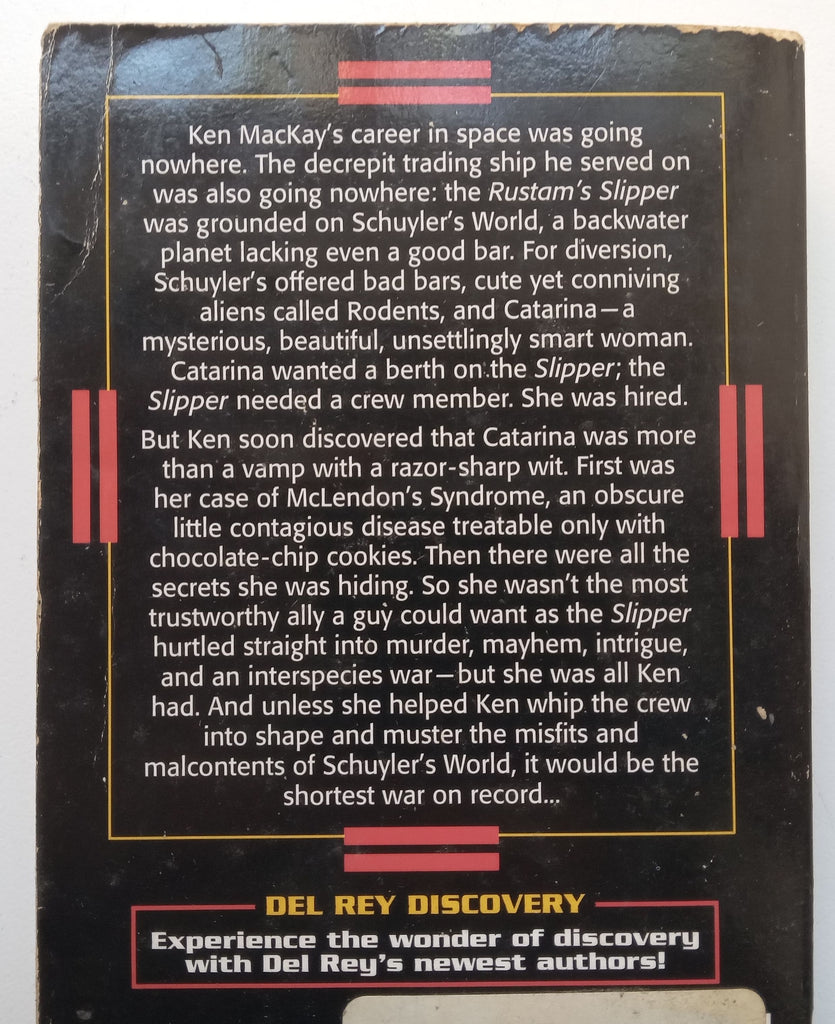 Ken MacKay's career in space was going
nowhere. The decrepit trading ship he served on
was also going nowhere: the Rustam's Slipper
was grounded on Schuyler's World, a backwater
planet lacking even a good bar. For diversion,
Schuyler's offered bad bars, cute yet conniving
aliens called Rodents, and Catarina—a
mysterious, beautiful, unsettlingly smart woman.
Catarina wanted a berth on the Slipper; the
Slipper needed a crew member. She was hired.
But Ken soon discovered that Catarina was more
than a vamp with a razor-sharp wit. First was
her case of McLendon's Syndrome, an obscure
little contagious disease treatable only with
chocolate-chip cookies. Then there were all the
secrets she was hiding. So she wasn't the most
trustworthy ally a guy could want as the Slipper
hurtled straight into murder, mayhem, intrigue,
and an interspecies war—but she was all Ken
had. And unless she helped Ken whip the crew
into shape and muster the misfits and
malcontents of Schuyler's World, it would be the
shortest war on record...
DEL REY DISCOVERY
Experience the wonder of discovery
with Del Rey's newest authors!